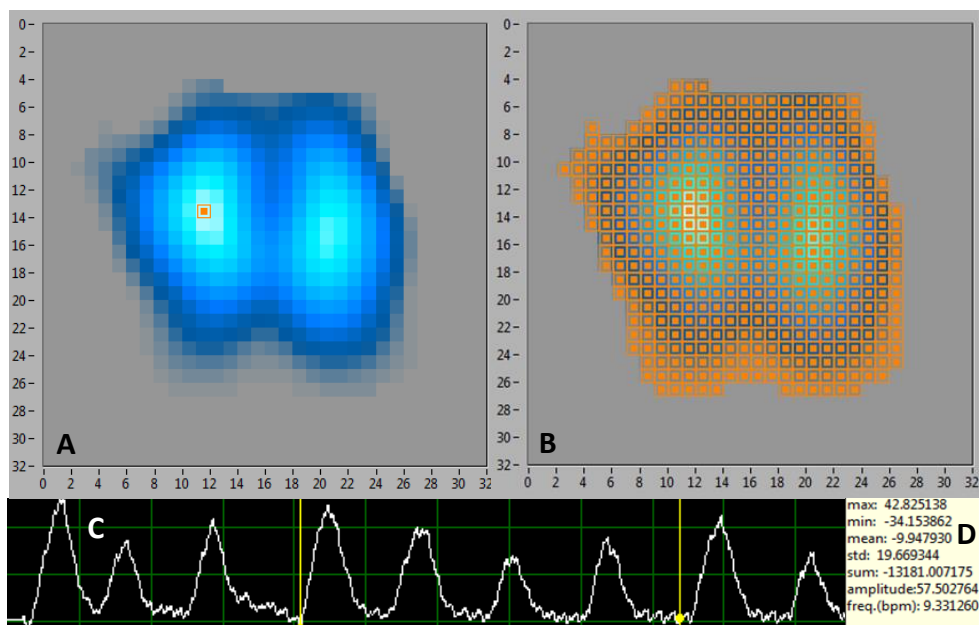 0
2
4
6
8
10
12
14
16
18
20
22
24
26
28
30
32
0 2 4 6 8 10 12 14 16 18 20 22 24 26 28 30 32
A
0
2
4
6
8
10
12
14
16
18
20
22
24
26
28
30
32
0 2 4 6 8 10 12 14 16 18 20 22 24 26 28 30 32
B
C
D
max: 42.825138
min: -34.153862
mean: -9.947930
std: 19.669344
sum: -13181.007175
amplitude:57.502764
freq.(bpm): 9.331260